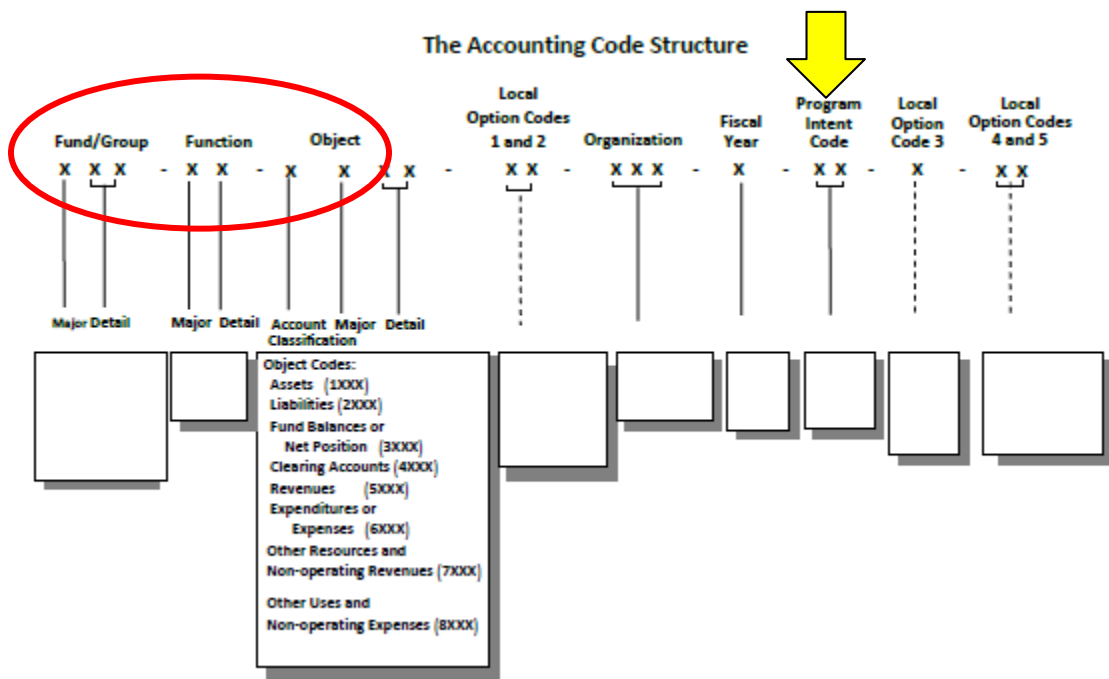 The Accounting Code Structure
Fund/Group
Function
Object
Local
Option Codes
1 and 2
Organization
Fiscal
Year
Program
Intent
Code
Local
Option
Code 3
Local
Option Codes
4 and 5
X X X - X X - X X X X - X X - X X X - X - X X - X - X X
Major Detail Major Detail Account Major Detail
Classification
Object Codes:
Assets (1XXX)
Liabilities (2XXX)
Fund Balances or
Net Position (3XXX)
Clearing Accounts (4XXX)
Revenues (5XXX)
Expenditures or
Expenses (6XXX)
Other Resources and
Non-operating Revenues (7XXX)
Other Uses and
Non-operating Expenses (8XXX)